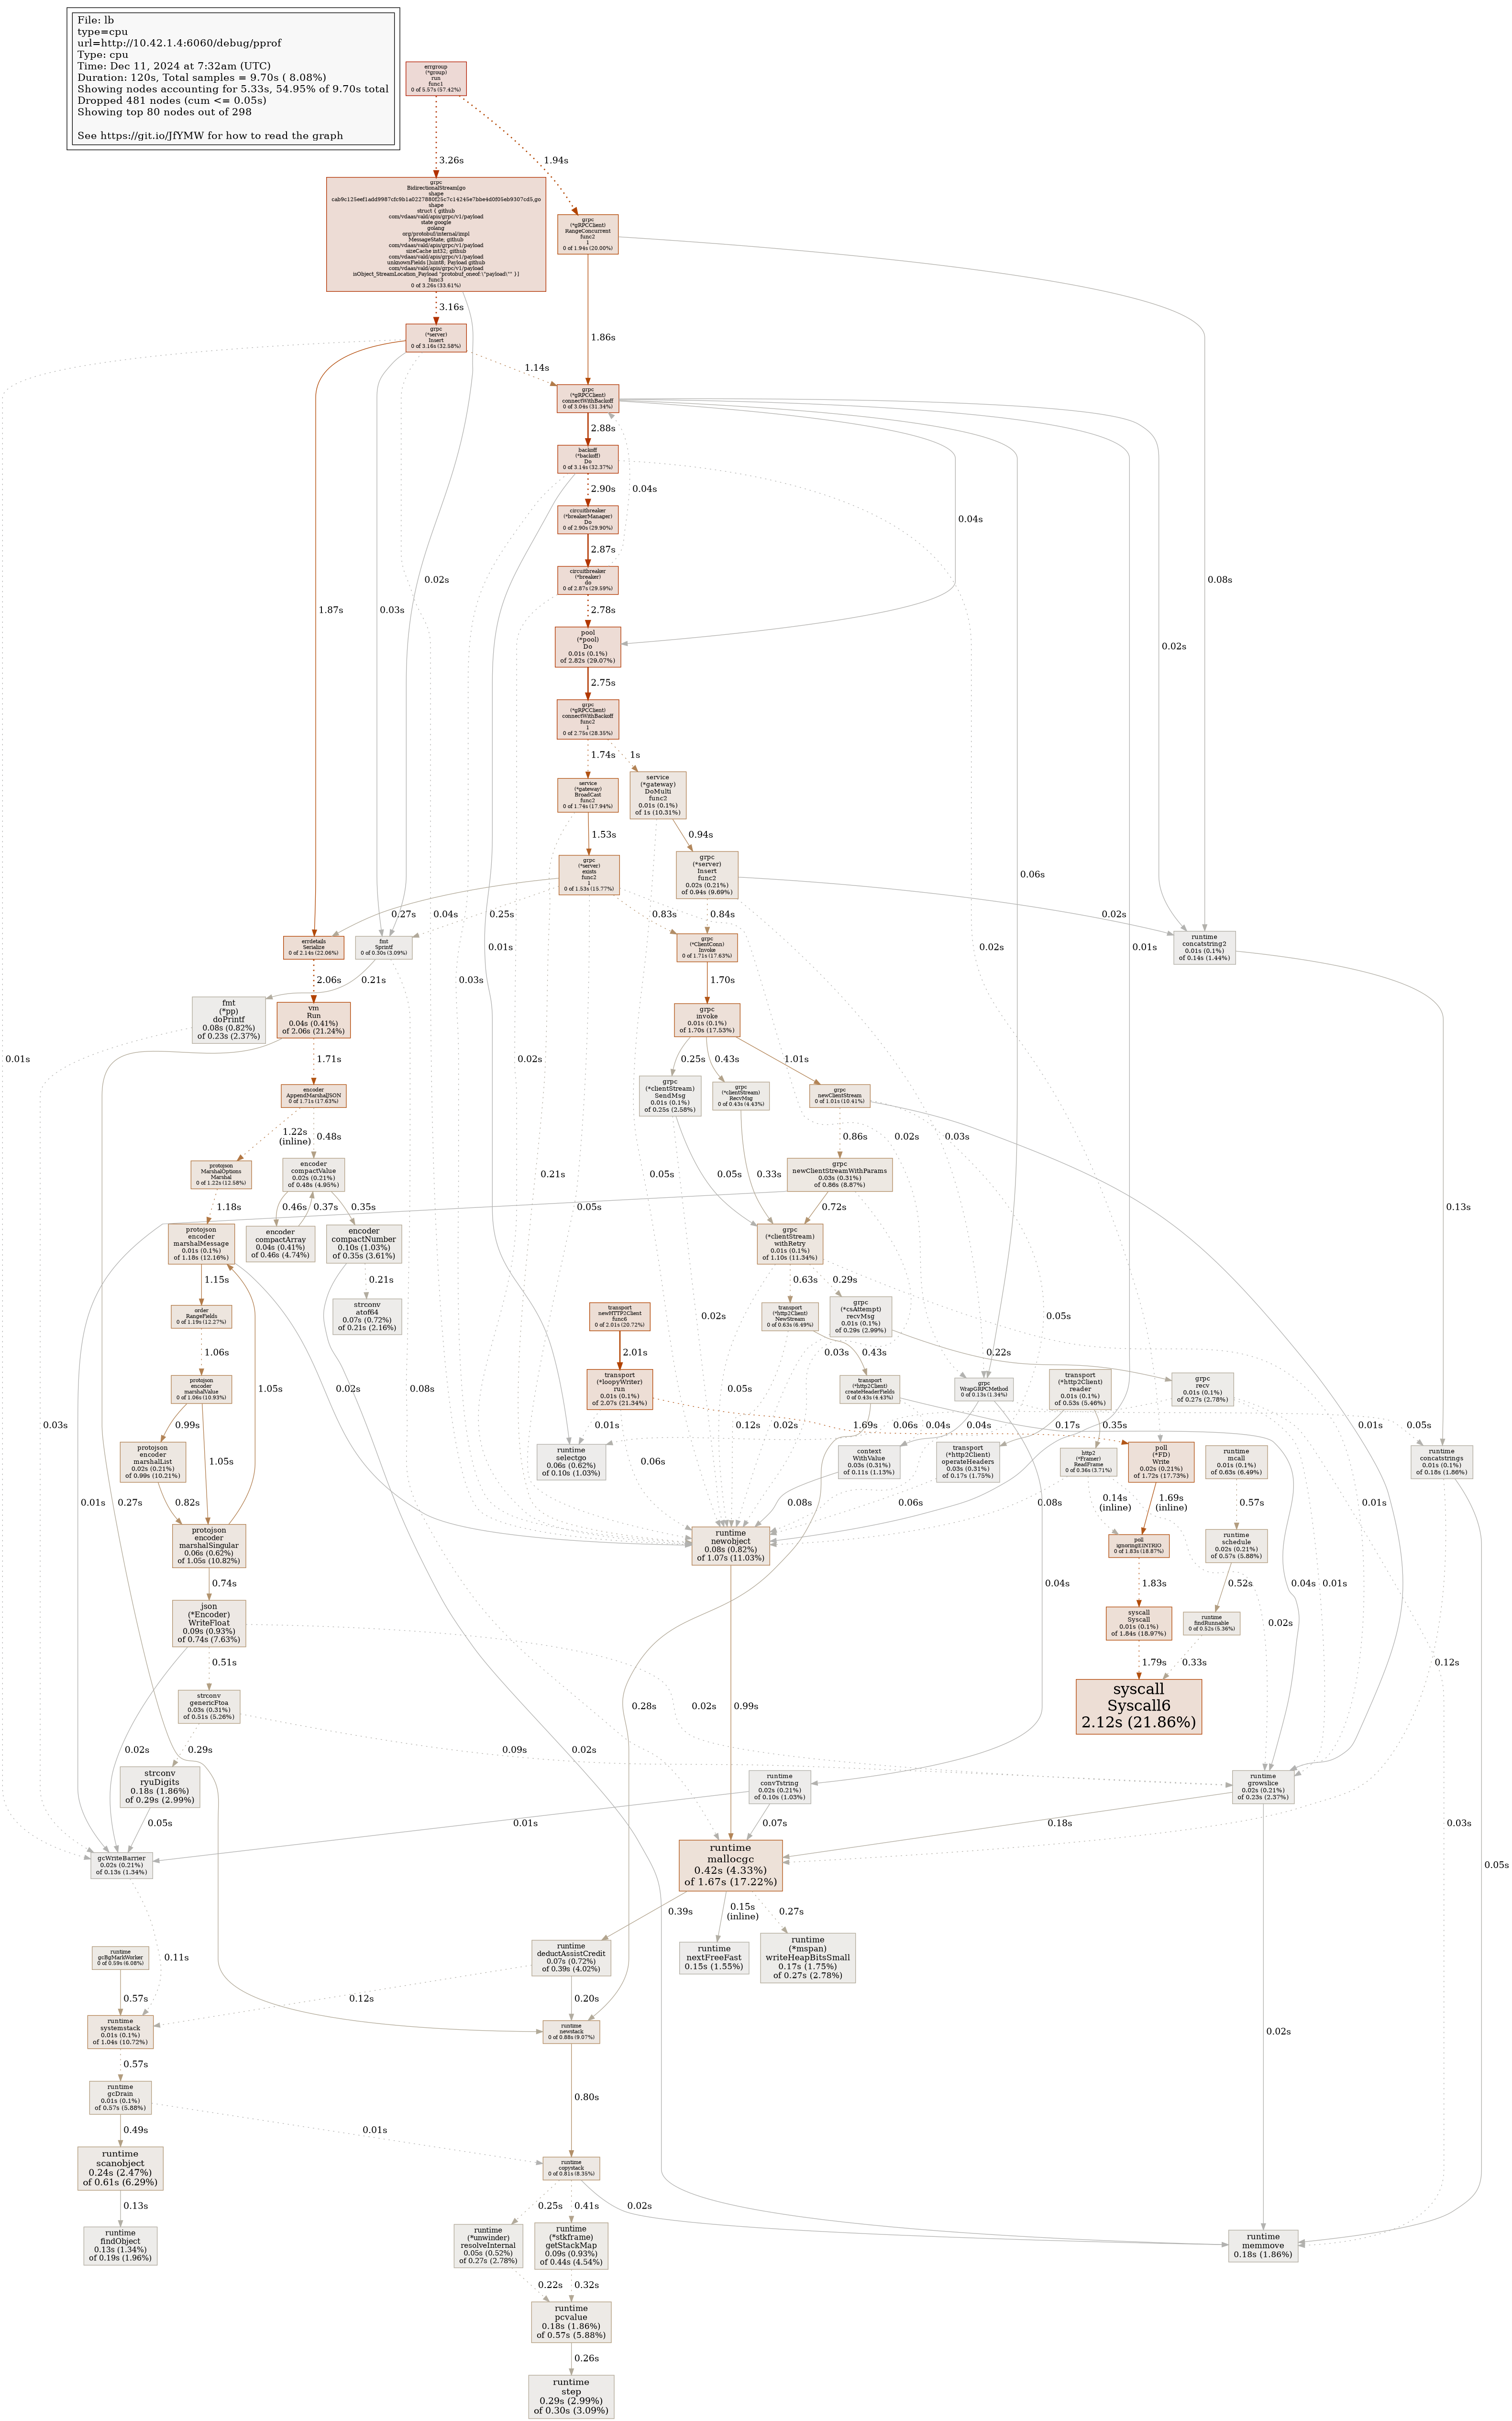 File: lb
type=cpu
url=http://10.42.1.4:6060/debug/pprof
Type: cpu
Time: Dec 11, 2024 at 7:32am (UTC)
Duration: 120s, Total samples = 9.70s ( 8.08%)
Showing nodes accounting for 5.33s, 54.95% of 9.70s total
Dropped 481 nodes (cum <= 0.05s)
Showing top 80 nodes out of 298
See https://git.io/JfYMW for how to read the graph
errgroup
(*group)
run
func1
0 of 5.57s (57.42%)
3.26s
1.94s
grpc
BidirectionalStream[go
shape
struct { github
com/vdaas/vald/apis/grpc/v1/payload
state google
golang
org/protobuf/internal/impl
MessageState; github
com/vdaas/vald/apis/grpc/v1/payload
sizeCache int32; github
com/vdaas/vald/apis/grpc/v1/payload
unknownFields []uint8; Payload github
com/vdaas/vald/apis/grpc/v1/payload
isObject_StreamLocation_Payload "protobuf_oneof:\"payload\"" }]
func3
0 of 3.26s (33.61%)
grpc
(*gRPCClient)
RangeConcurrent
func2
1
0 of 1.94s (20.00%)
3.16s
grpc
(*server)
Insert
0 of 3.16s (32.58%)
1.86s
1.14s
grpc
(*gRPCClient)
connectWithBackoff
0 of 3.04s (31.34%)
2.88s
backoff
(*backoff)
Do
0 of 3.14s (32.37%)
2.90s
0.04s
0.04s
circuitbreaker
(*breakerManager)
Do
0 of 2.90s (29.90%)
2.87s
circuitbreaker
(*breaker)
do
0 of 2.87s (29.59%)
0.02s
0.08s
1.87s
0.03s
2.78s
pool
(*pool)
Do
0.01s (0.1%)
of 2.82s (29.07%)
0.02s
2.75s
grpc
(*gRPCClient)
connectWithBackoff
func2
1
0 of 2.75s (28.35%)
1.74s
1s
service
(*gateway)
BroadCast
func2
0 of 1.74s (17.94%)
service
(*gateway)
DoMulti
func2
0.01s (0.1%)
of 1s (10.31%)
1.53s
0.94s
grpc
(*server)
exists
func2
1
0 of 1.53s (15.77%)
grpc
(*server)
Insert
func2
0.02s (0.21%)
of 0.94s (9.69%)
0.06s
0.27s
0.04s
0.25s
0.01s
0.83s
0.84s
0.02s
0.01s
0.02s
errdetails
Serialize
0 of 2.14s (22.06%)
fmt
Sprintf
0 of 0.30s (3.09%)
grpc
(*ClientConn)
Invoke
0 of 1.71s (17.63%)
runtime
concatstring2
0.01s (0.1%)
of 0.14s (1.44%)
2.06s
0.21s
0.03s
1.70s
fmt
(*pp)
doPrintf
0.08s (0.82%)
of 0.23s (2.37%)
vm
Run
0.04s (0.41%)
of 2.06s (21.24%)
grpc
invoke
0.01s (0.1%)
of 1.70s (17.53%)
0.01s
1.71s
0.02s
0.25s
0.43s
1.01s
encoder
AppendMarshalJSON
0 of 1.71s (17.63%)
grpc
(*clientStream)
SendMsg
0.01s (0.1%)
of 0.25s (2.58%)
grpc
(*clientStream)
RecvMsg
0 of 0.43s (4.43%)
grpc
newClientStream
0 of 1.01s (10.41%)
1.22s
(inline)
0.48s
0.86s
0.02s
0.03s
protojson
MarshalOptions
Marshal
0 of 1.22s (12.58%)
encoder
compactValue
0.02s (0.21%)
of 0.48s (4.95%)
0.21s
0.05s
0.05s
0.33s
grpc
newClientStreamWithParams
0.03s (0.31%)
of 0.86s (8.87%)
1.18s
0.46s
0.37s
0.35s
0.05s
0.72s
0.13s
protojson
encoder
marshalMessage
0.01s (0.1%)
of 1.18s (12.16%)
encoder
compactArray
0.04s (0.41%)
of 0.46s (4.74%)
encoder
compactNumber
0.10s (1.03%)
of 0.35s (3.61%)
grpc
(*clientStream)
withRetry
0.01s (0.1%)
of 1.10s (11.34%)
1.15s
0.21s
0.63s
0.29s
order
RangeFields
0 of 1.19s (12.27%)
strconv
atof64
0.07s (0.72%)
of 0.21s (2.16%)
transport
newHTTP2Client
func6
0 of 2.01s (20.72%)
0.02s
transport
(*http2Client)
NewStream
0 of 0.63s (6.49%)
grpc
(*csAttempt)
recvMsg
0.01s (0.1%)
of 0.29s (2.99%)
0.05s
1.06s
2.01s
0.03s
0.43s
0.22s
0.01s
protojson
encoder
marshalValue
0 of 1.06s (10.93%)
1.05s
0.02s
0.08s
transport
(*loopyWriter)
run
0.01s (0.1%)
of 2.07s (21.34%)
0.05s
transport
(*http2Client)
createHeaderFields
0 of 0.43s (4.43%)
grpc
WrapGRPCMethod
0 of 0.13s (1.34%)
transport
(*http2Client)
reader
0.01s (0.1%)
of 0.53s (5.46%)
grpc
recv
0.01s (0.1%)
of 0.27s (2.78%)
0.03s
0.99s
0.01s
0.12s
0.02s
1.69s
0.06s
0.04s
0.04s
0.17s
0.35s
0.05s
protojson
encoder
marshalList
0.02s (0.21%)
of 0.99s (10.21%)
1.05s
runtime
selectgo
0.06s (0.62%)
of 0.10s (1.03%)
0.06s
context
WithValue
0.03s (0.31%)
of 0.11s (1.13%)
transport
(*http2Client)
operateHeaders
0.03s (0.31%)
of 0.17s (1.75%)
http2
(*Framer)
ReadFrame
0 of 0.36s (3.71%)
poll
(*FD)
Write
0.02s (0.21%)
of 1.72s (17.73%)
runtime
mcall
0.01s (0.1%)
of 0.63s (6.49%)
runtime
concatstrings
0.01s (0.1%)
of 0.18s (1.86%)
0.01s
0.27s
0.82s
0.08s
0.06s
0.08s
0.14s
(inline)
1.69s
(inline)
0.57s
0.01s
protojson
encoder
marshalSingular
0.06s (0.62%)
of 1.05s (10.82%)
runtime
newobject
0.08s (0.82%)
of 1.07s (11.03%)
poll
ignoringEINTRIO
0 of 1.83s (18.87%)
runtime
schedule
0.02s (0.21%)
of 0.57s (5.88%)
0.74s
0.04s
1.83s
0.52s
0.04s
0.01s
json
(*Encoder)
WriteFloat
0.09s (0.93%)
of 0.74s (7.63%)
syscall
Syscall
0.01s (0.1%)
of 1.84s (18.97%)
runtime
findRunnable
0 of 0.52s (5.36%)
0.02s
0.51s
1.79s
0.33s
0.12s
strconv
genericFtoa
0.03s (0.31%)
of 0.51s (5.26%)
0.28s
0.02s
0.99s
syscall
Syscall6
2.12s (21.86%)
0.02s
0.29s
0.09s
0.02s
strconv
ryuDigits
0.18s (1.86%)
of 0.29s (2.99%)
runtime
convTstring
0.02s (0.21%)
of 0.10s (1.03%)
runtime
growslice
0.02s (0.21%)
of 0.23s (2.37%)
0.05s
0.01s
0.07s
0.18s
0.03s
gcWriteBarrier
0.02s (0.21%)
of 0.13s (1.34%)
runtime
mallocgc
0.42s (4.33%)
of 1.67s (17.22%)
0.05s
0.39s
0.15s
(inline)
0.27s
runtime
gcBgMarkWorker
0 of 0.59s (6.08%)
0.11s
runtime
deductAssistCredit
0.07s (0.72%)
of 0.39s (4.02%)
runtime
nextFreeFast
0.15s (1.55%)
runtime
(*mspan)
writeHeapBitsSmall
0.17s (1.75%)
of 0.27s (2.78%)
0.57s
0.12s
0.20s
runtime
systemstack
0.01s (0.1%)
of 1.04s (10.72%)
runtime
newstack
0 of 0.88s (9.07%)
0.02s
0.57s
runtime
gcDrain
0.01s (0.1%)
of 0.57s (5.88%)
0.80s
0.49s
0.01s
runtime
scanobject
0.24s (2.47%)
of 0.61s (6.29%)
runtime
copystack
0 of 0.81s (8.35%)
0.13s
0.25s
0.41s
0.02s
runtime
findObject
0.13s (1.34%)
of 0.19s (1.96%)
runtime
(*unwinder)
resolveInternal
0.05s (0.52%)
of 0.27s (2.78%)
runtime
(*stkframe)
getStackMap
0.09s (0.93%)
of 0.44s (4.54%)
runtime
memmove
0.18s (1.86%)
0.22s
0.32s
runtime
pcvalue
0.18s (1.86%)
of 0.57s (5.88%)
0.26s
runtime
step
0.29s (2.99%)
of 0.30s (3.09%)